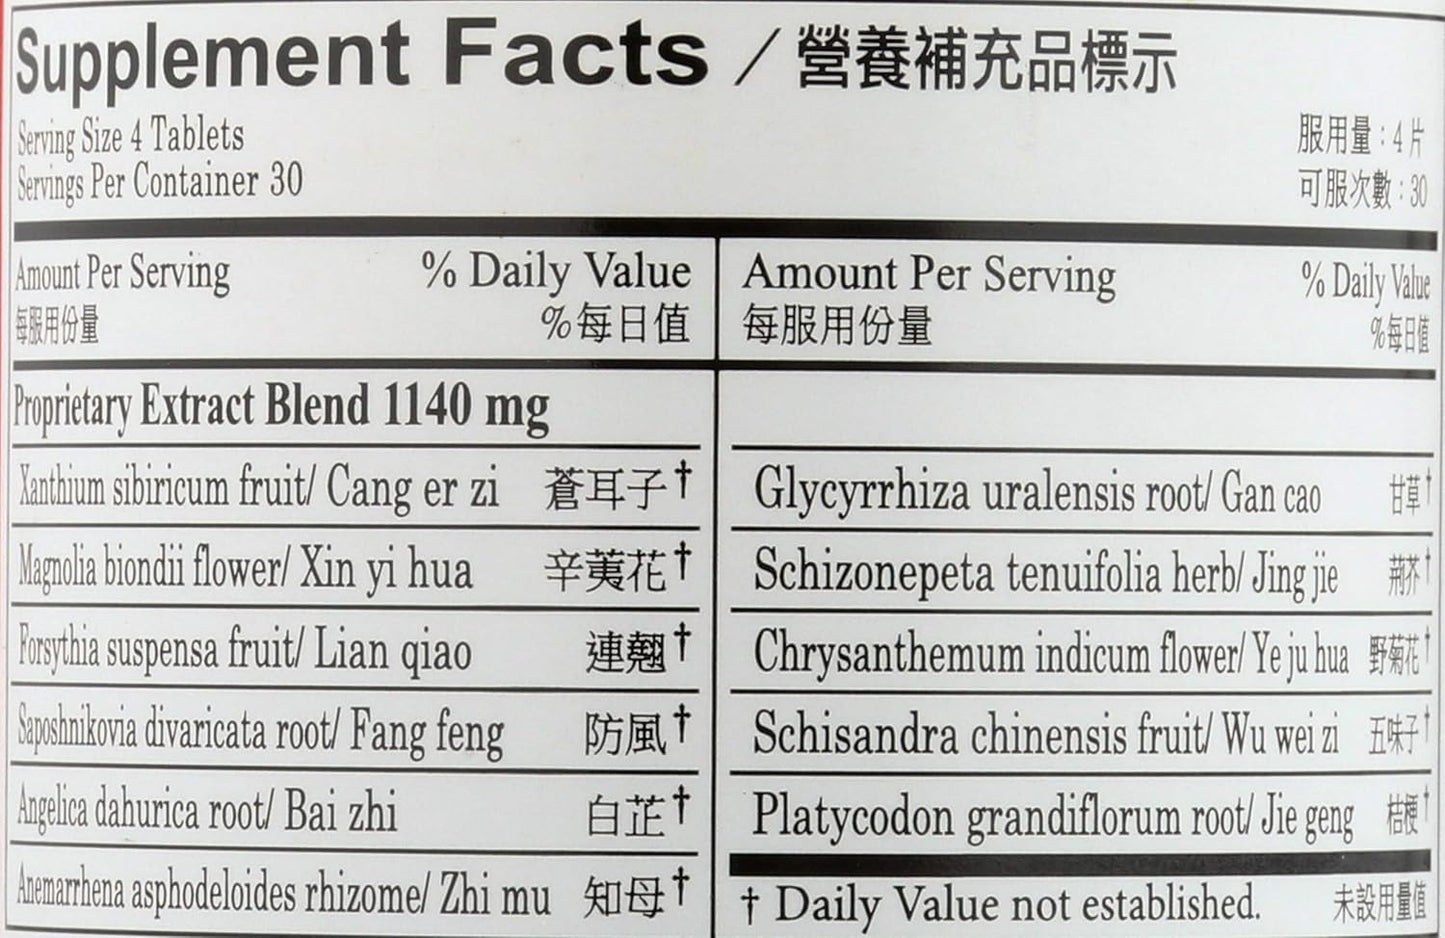 Supplement Facts / 營養補充品標示
Serving Size 4 Tablets 服用量：4片
Servings Per Container 30 可服次數：30
Amount Per Serving % Daily Value
每服用份量 %每日值
Proprietary Extract Blend 1140 mg
Xanthium sibiricum fruit/ Cang er zi 蒼耳子†
Magnolia biondii flower/ Xin yi hua 辛荑花†
Forsythia suspensa fruit/ Lian qiao 連翹†
Saposhnikovia divaricata root/ Fang feng 防風†
Angelica dahurica root/ Bai zhi 白芷†
Anemarrhena asphodeloides rhizome/ Zhi mu 知母†
Amount Per Serving % Daily Value
每服用份量 %每日值
Glycyrrhiza uralensis root/ Gan cao 甘草†
Schizonepeta tenuifolia herb/ Jing jie 荊芥†
Chrysanthemum indicum flower/ Ye ju hua 野菊花†
Schisandra chinensis fruit/ Wu wei zi 五味子†
Platycodon grandiflorum root/ Jie geng 桔梗†
† Daily Value not established. 未設用量值